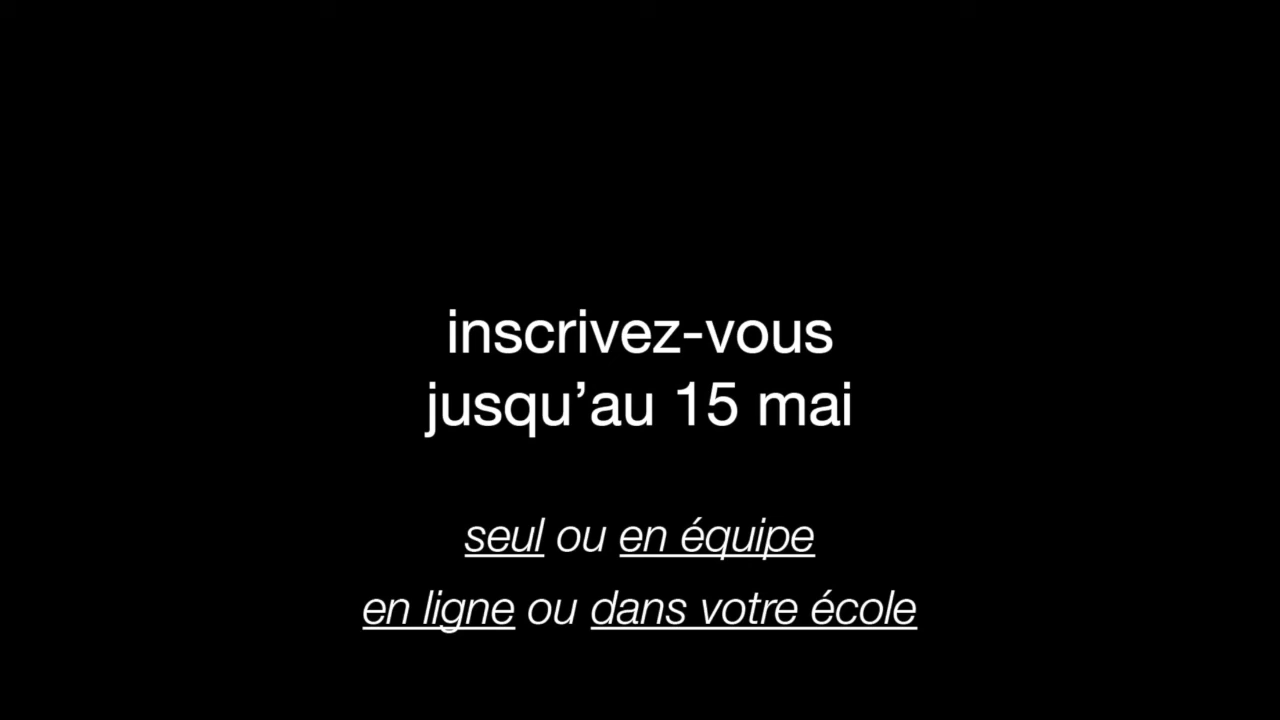 inscrivez-vous
jusqu’au 15 mai
seul ou en équipe
en ligne ou dans votre école